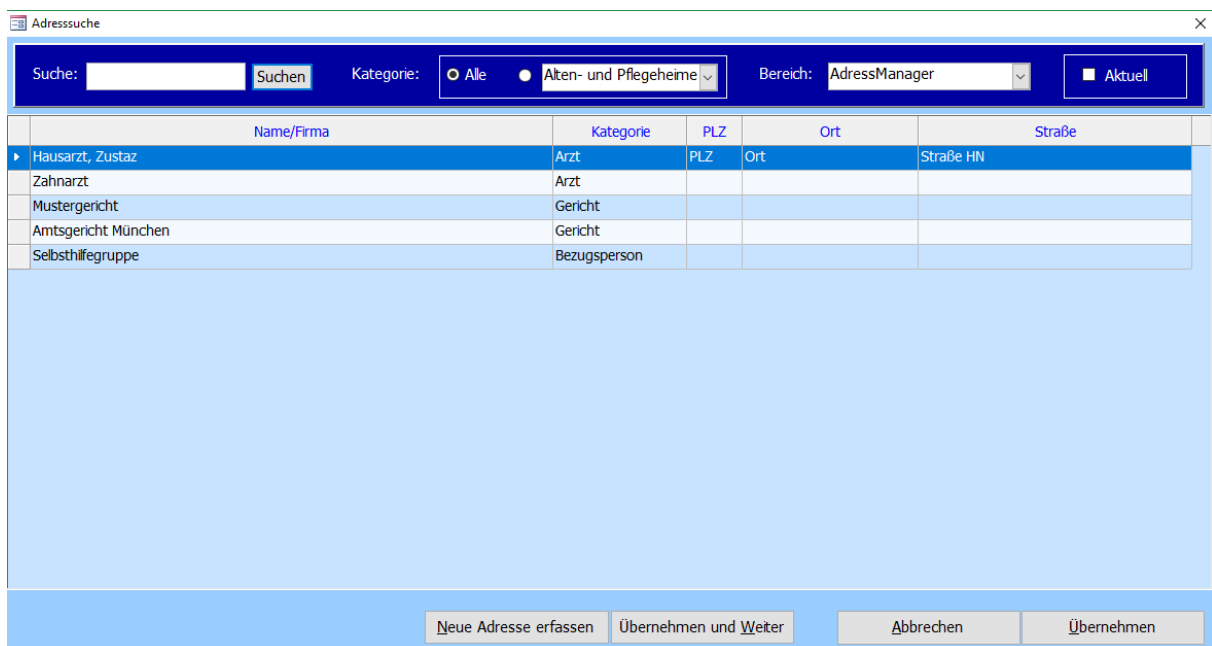 Adresssuche
Suche: Suchen Kategorie: Alle Alten- und Pflegeheime Bereich: AdressManager Aktuell
Name/Firma Kategorie PLZ Ort Straße
Hausarzt, Zustaz Arzt PLZ Ort Straße HN
Zahnarzt Arzt
Mustergericht Gericht
Amtsgericht München Gericht
Selbsthilfegruppe Bezugsperson
Neue Adresse erfassen Übernehmen und Weiter Abbrechen Übernehmen